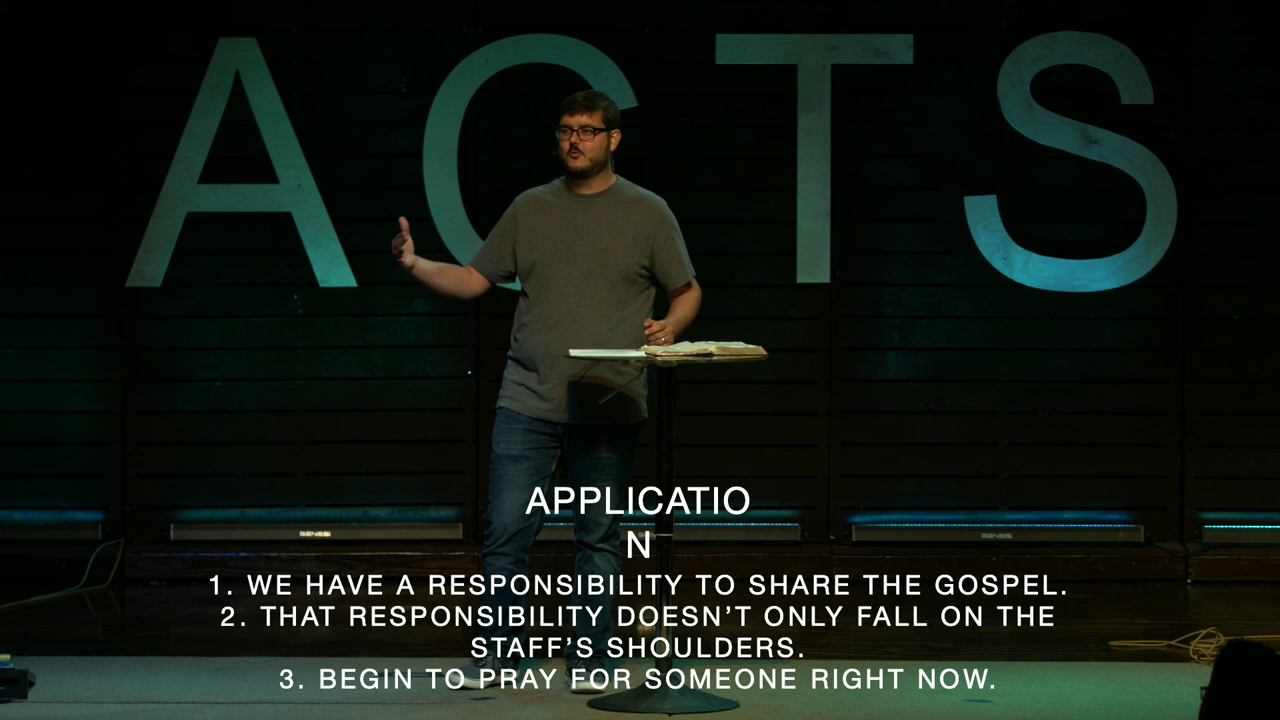 ACTS
APPLICATIO
N
1. WE HAVE A RESPONSIBILITY TO SHARE THE GOSPEL.
2. THAT RESPONSIBILITY DOESN’T ONLY FALL ON THE
STAFF’S SHOULDERS.
3. BEGIN TO PRAY FOR SOMEONE RIGHT NOW.